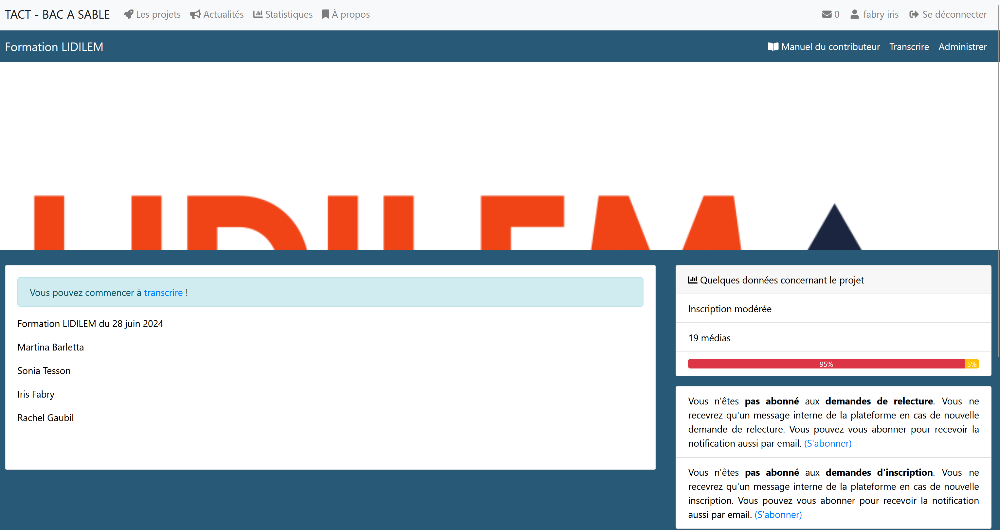 TACT - BAC A SABLE
Les projets
Actualités
Statistiques
À propos
0
fabry iris
Se déconnecter
Formation LIDILEM
Manuel du contributeur
Transcrire
Administrer
LIDILEM
Vous pouvez commencer à transcrire !
Formation LIDILEM du 28 juin 2024
Martina Barletta
Sonia Tesson
Iris Fabry
Rachel Gaubil
Quelques données concernant le projet
Inscription modérée
19 médias
95%
5%
Vous n'êtes pas abonné aux demandes de relecture. Vous ne
recevrez qu'un message interne de la plateforme en cas de nouvelle
demande de relecture. Vous pouvez vous abonner pour recevoir la
notification aussi par email. (S'abonner)
Vous n'êtes pas abonné aux demandes d'inscription. Vous ne
recevrez qu'un message interne de la plateforme en cas de nouvelle
inscription. Vous pouvez vous abonner pour recevoir la notification
aussi par email. (S'abonner)